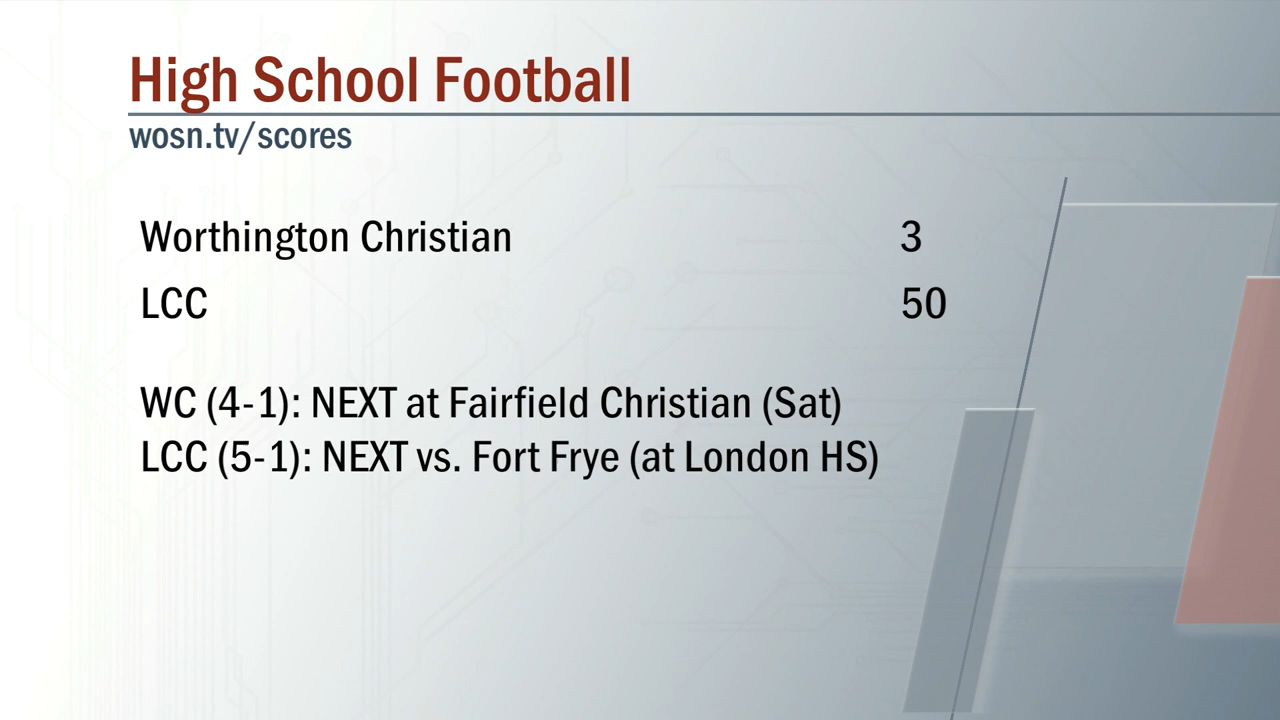 High School Football
wosn.tv/scores
Worthington Christian 3
LCC 50
WC (4-1): NEXT at Fairfield Christian (Sat)
LCC (5-1): NEXT vs. Fort Frye (at London HS)